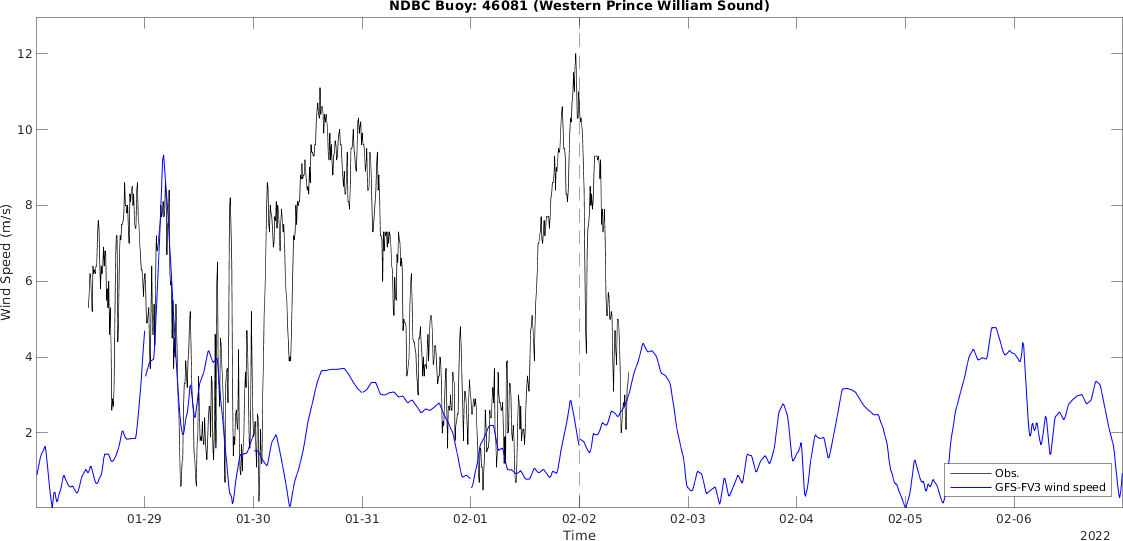 NDBC Buoy: 46081 (Western Prince William Sound)
12
10
8
6
4
2
Wind Speed (m/s)
01-29 01-30 01-31 02-01 02-02 02-03 02-04 02-05 02-06
Time
2022
Obs.
GFS-FV3 wind speed